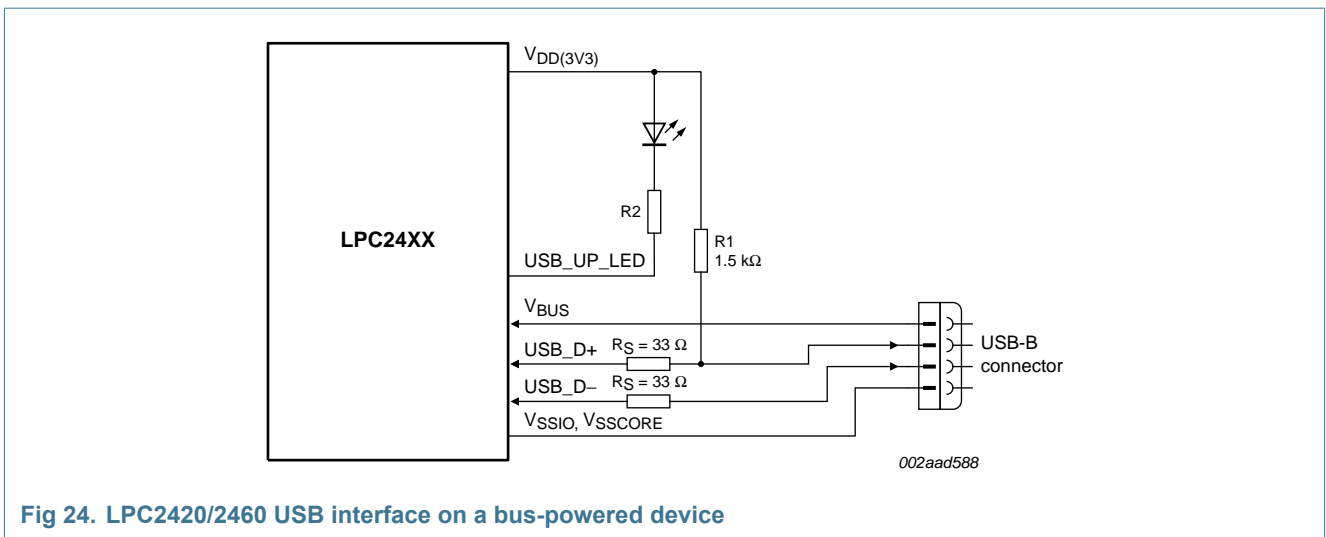 VDD(3V3)
R2
LPC24XX
R1
1.5 kΩ
USB_UP_LED
VBUS
USB_D+ RS = 33 Ω
USB-B
connector
USB_D− RS = 33 Ω
VSSIO, VSSCORE
002aad588
Fig 24. LPC2420/2460 USB interface on a bus-powered device